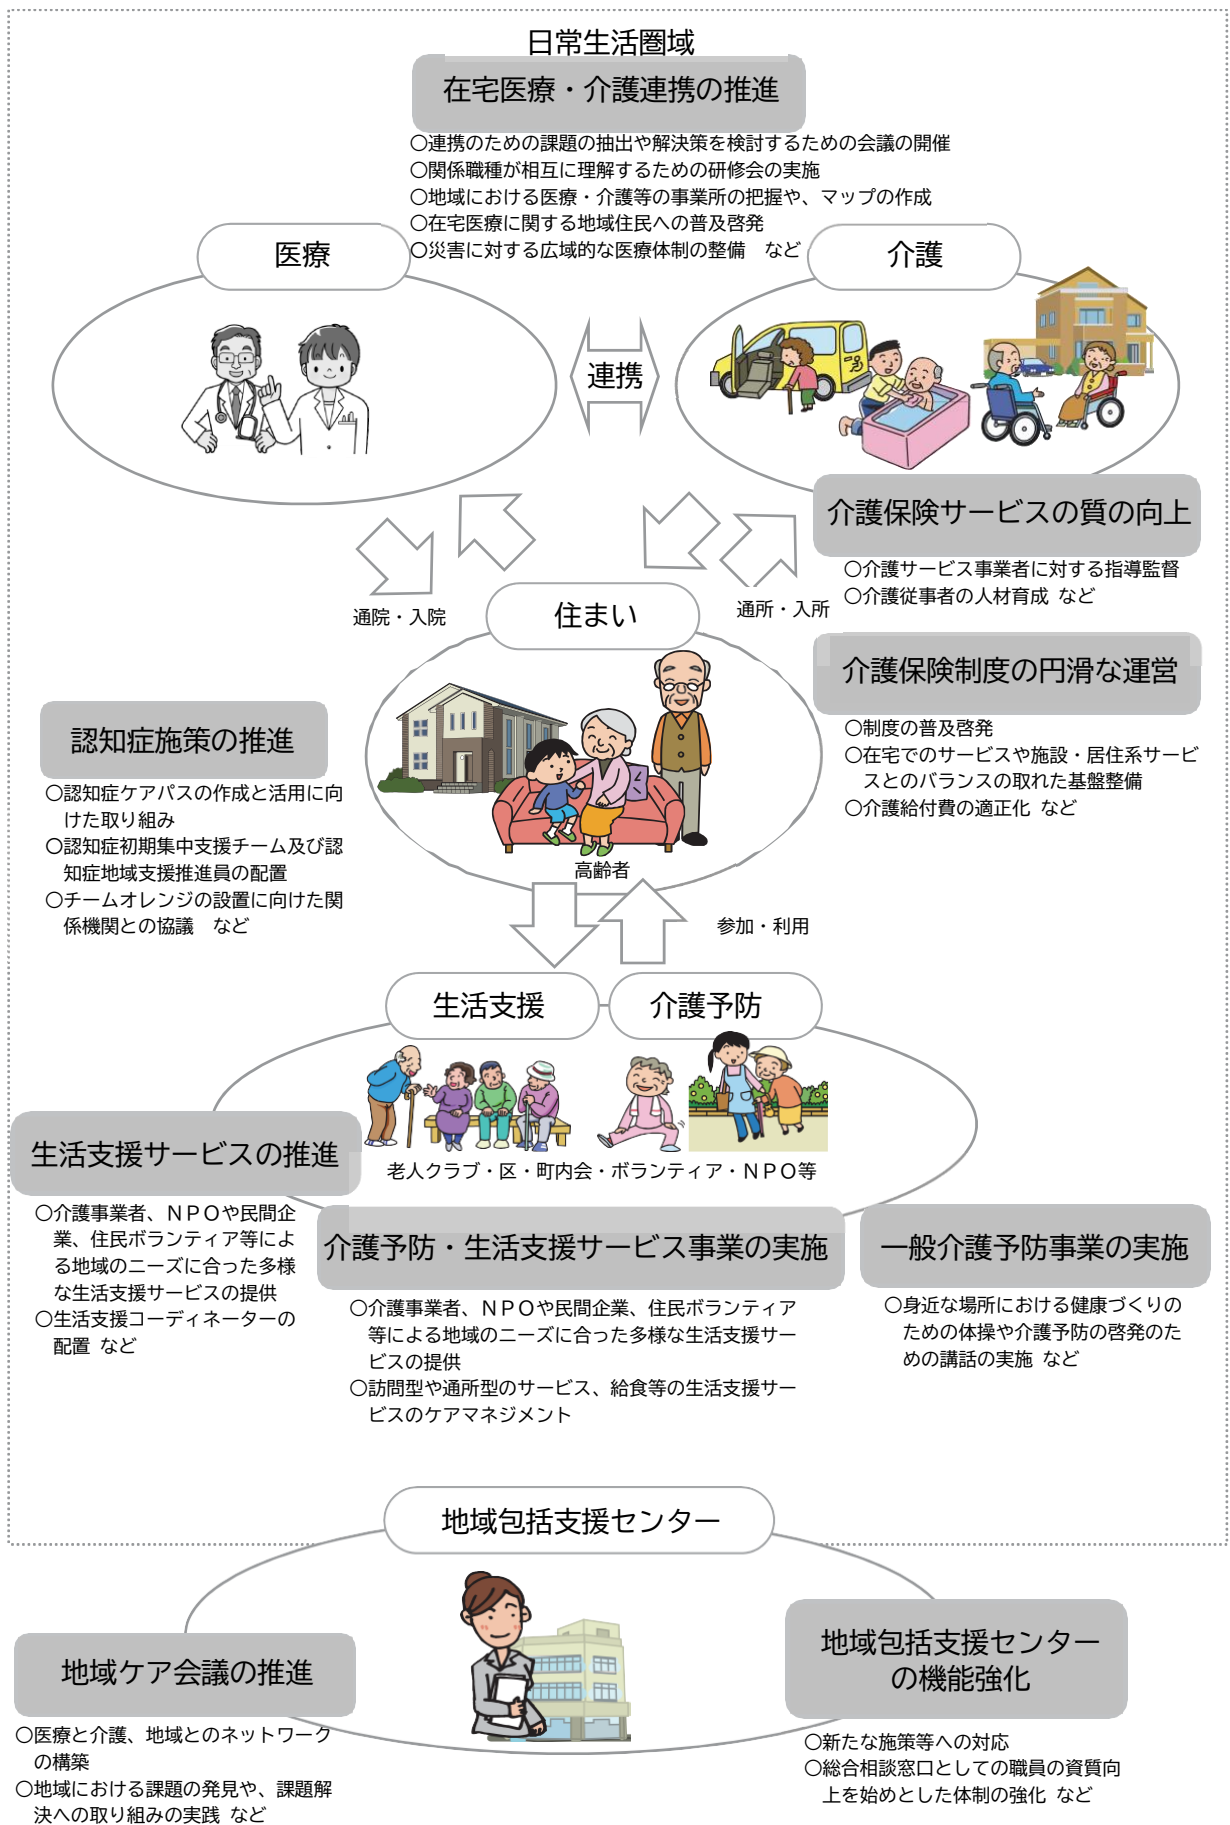 日常生活圏域
在宅医療・介護連携の推進
○連携のための課題の抽出や解決策を検討するための会議の開催
○関係職種が相互に理解するための研修会の実施
○地域における医療・介護等の事業所の把握や、マップの作成
○在宅医療に関する地域住民への普及啓発
○災害に対する広域的な医療体制の整備　など
医療
介護
連携
介護保険サービスの質の向上
○介護サービス事業者に対する指導監督
○介護従事者の人材育成 など
通院・入院
住まい
通所・入所
介護保険制度の円滑な運営
○制度の普及啓発
○在宅でのサービスや施設・居住系サービ
スとのバランスの取れた基盤整備
○介護給付費の適正化 など
認知症施策の推進
○認知症ケアパスの作成と活用に向
けた取り組み
○認知症初期集中支援チーム及び認
知症地域支援推進員の配置
○チームオレンジの設置に向けた関
係機関との協議　など
高齢者
参加・利用
生活支援
介護予防
老人クラブ・区・町内会・ボランティア・ＮＰＯ等
生活支援サービスの推進
○介護事業者、ＮＰＯや民間企
業、住民ボランティア等によ
る地域のニーズに合った多様
な生活支援サービスの提供
○生活支援コーディネーターの
配置 など
介護予防・生活支援サービス事業の実施
○介護事業者、ＮＰＯや民間企業、住民ボランティア
等による地域のニーズに合った多様な生活支援サー
ビスの提供
○訪問型や通所型のサービス、給食等の生活支援サー
ビスのケアマネジメント
一般介護予防事業の実施
○身近な場所における健康づくりの
ための体操や介護予防の啓発のた
めの講話の実施 など
地域包括支援センター
地域ケア会議の推進
○医療と介護、地域とのネットワーク
の構築
○地域における課題の発見や、課題解
決への取り組みの実践 など
地域包括支援センター
の機能強化
○新たな施策等への対応
○総合相談窓口としての職員の資質向
上を始めとした体制の強化 など